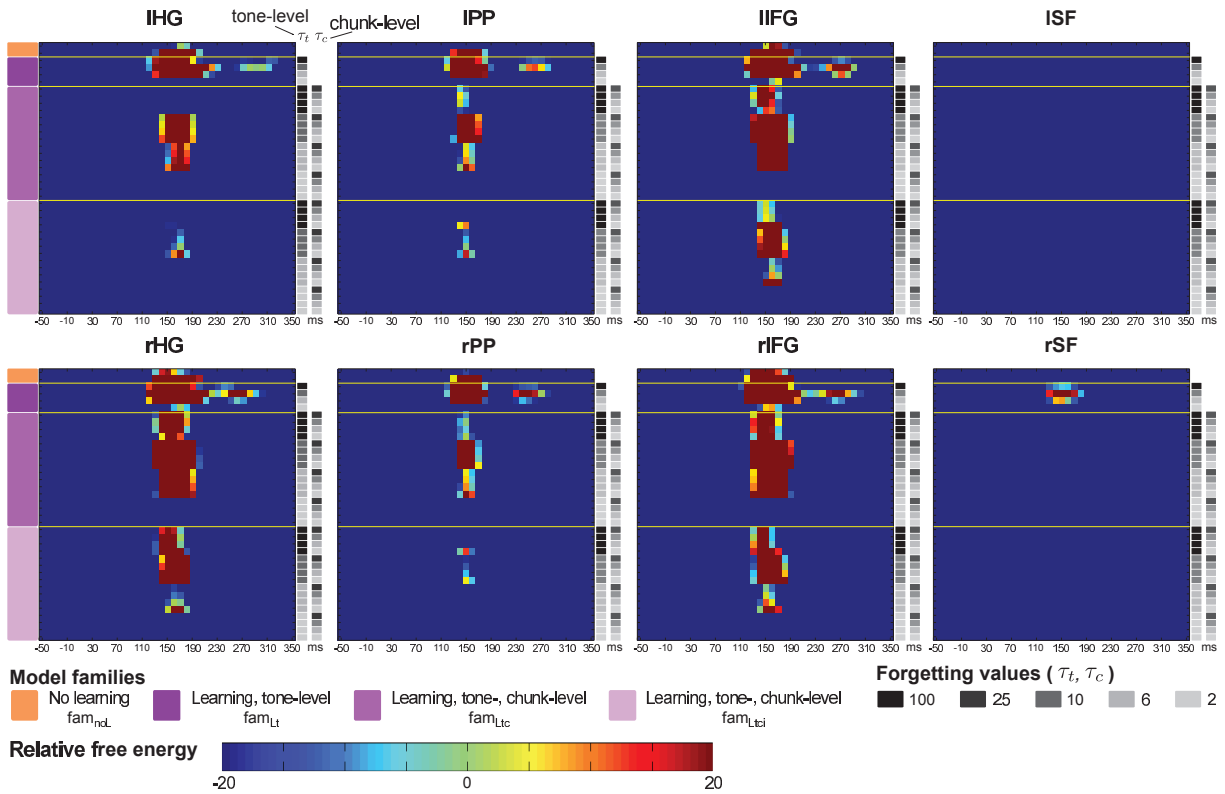 lHG tone-level chunk-level lPP lIFG lSF
τt τc
-50 -10 30 70 110 150 190 230 270 310 350 ms -50 -10 30 70 110 150 190 230 270 310 350 ms -50 -10 30 70 110 150 190 230 270 310 350 ms -50 -10 30 70 110 150 190 230 270 310 350 ms
rHG rPP rIFG rSF
-50 -10 30 70 110 150 190 230 270 310 350 ms -50 -10 30 70 110 150 190 230 270 310 350 ms -50 -10 30 70 110 150 190 230 270 310 350 ms -50 -10 30 70 110 150 190 230 270 310 350 ms
Model families
No learning Learning, tone-level Learning, tone-, chunk-level Learning, tone-, chunk-level
famnoL famLt famLtc famLtci
Forgetting values ( τt, τc )
100 25 10 6 2
Relative free energy
-20 0 20